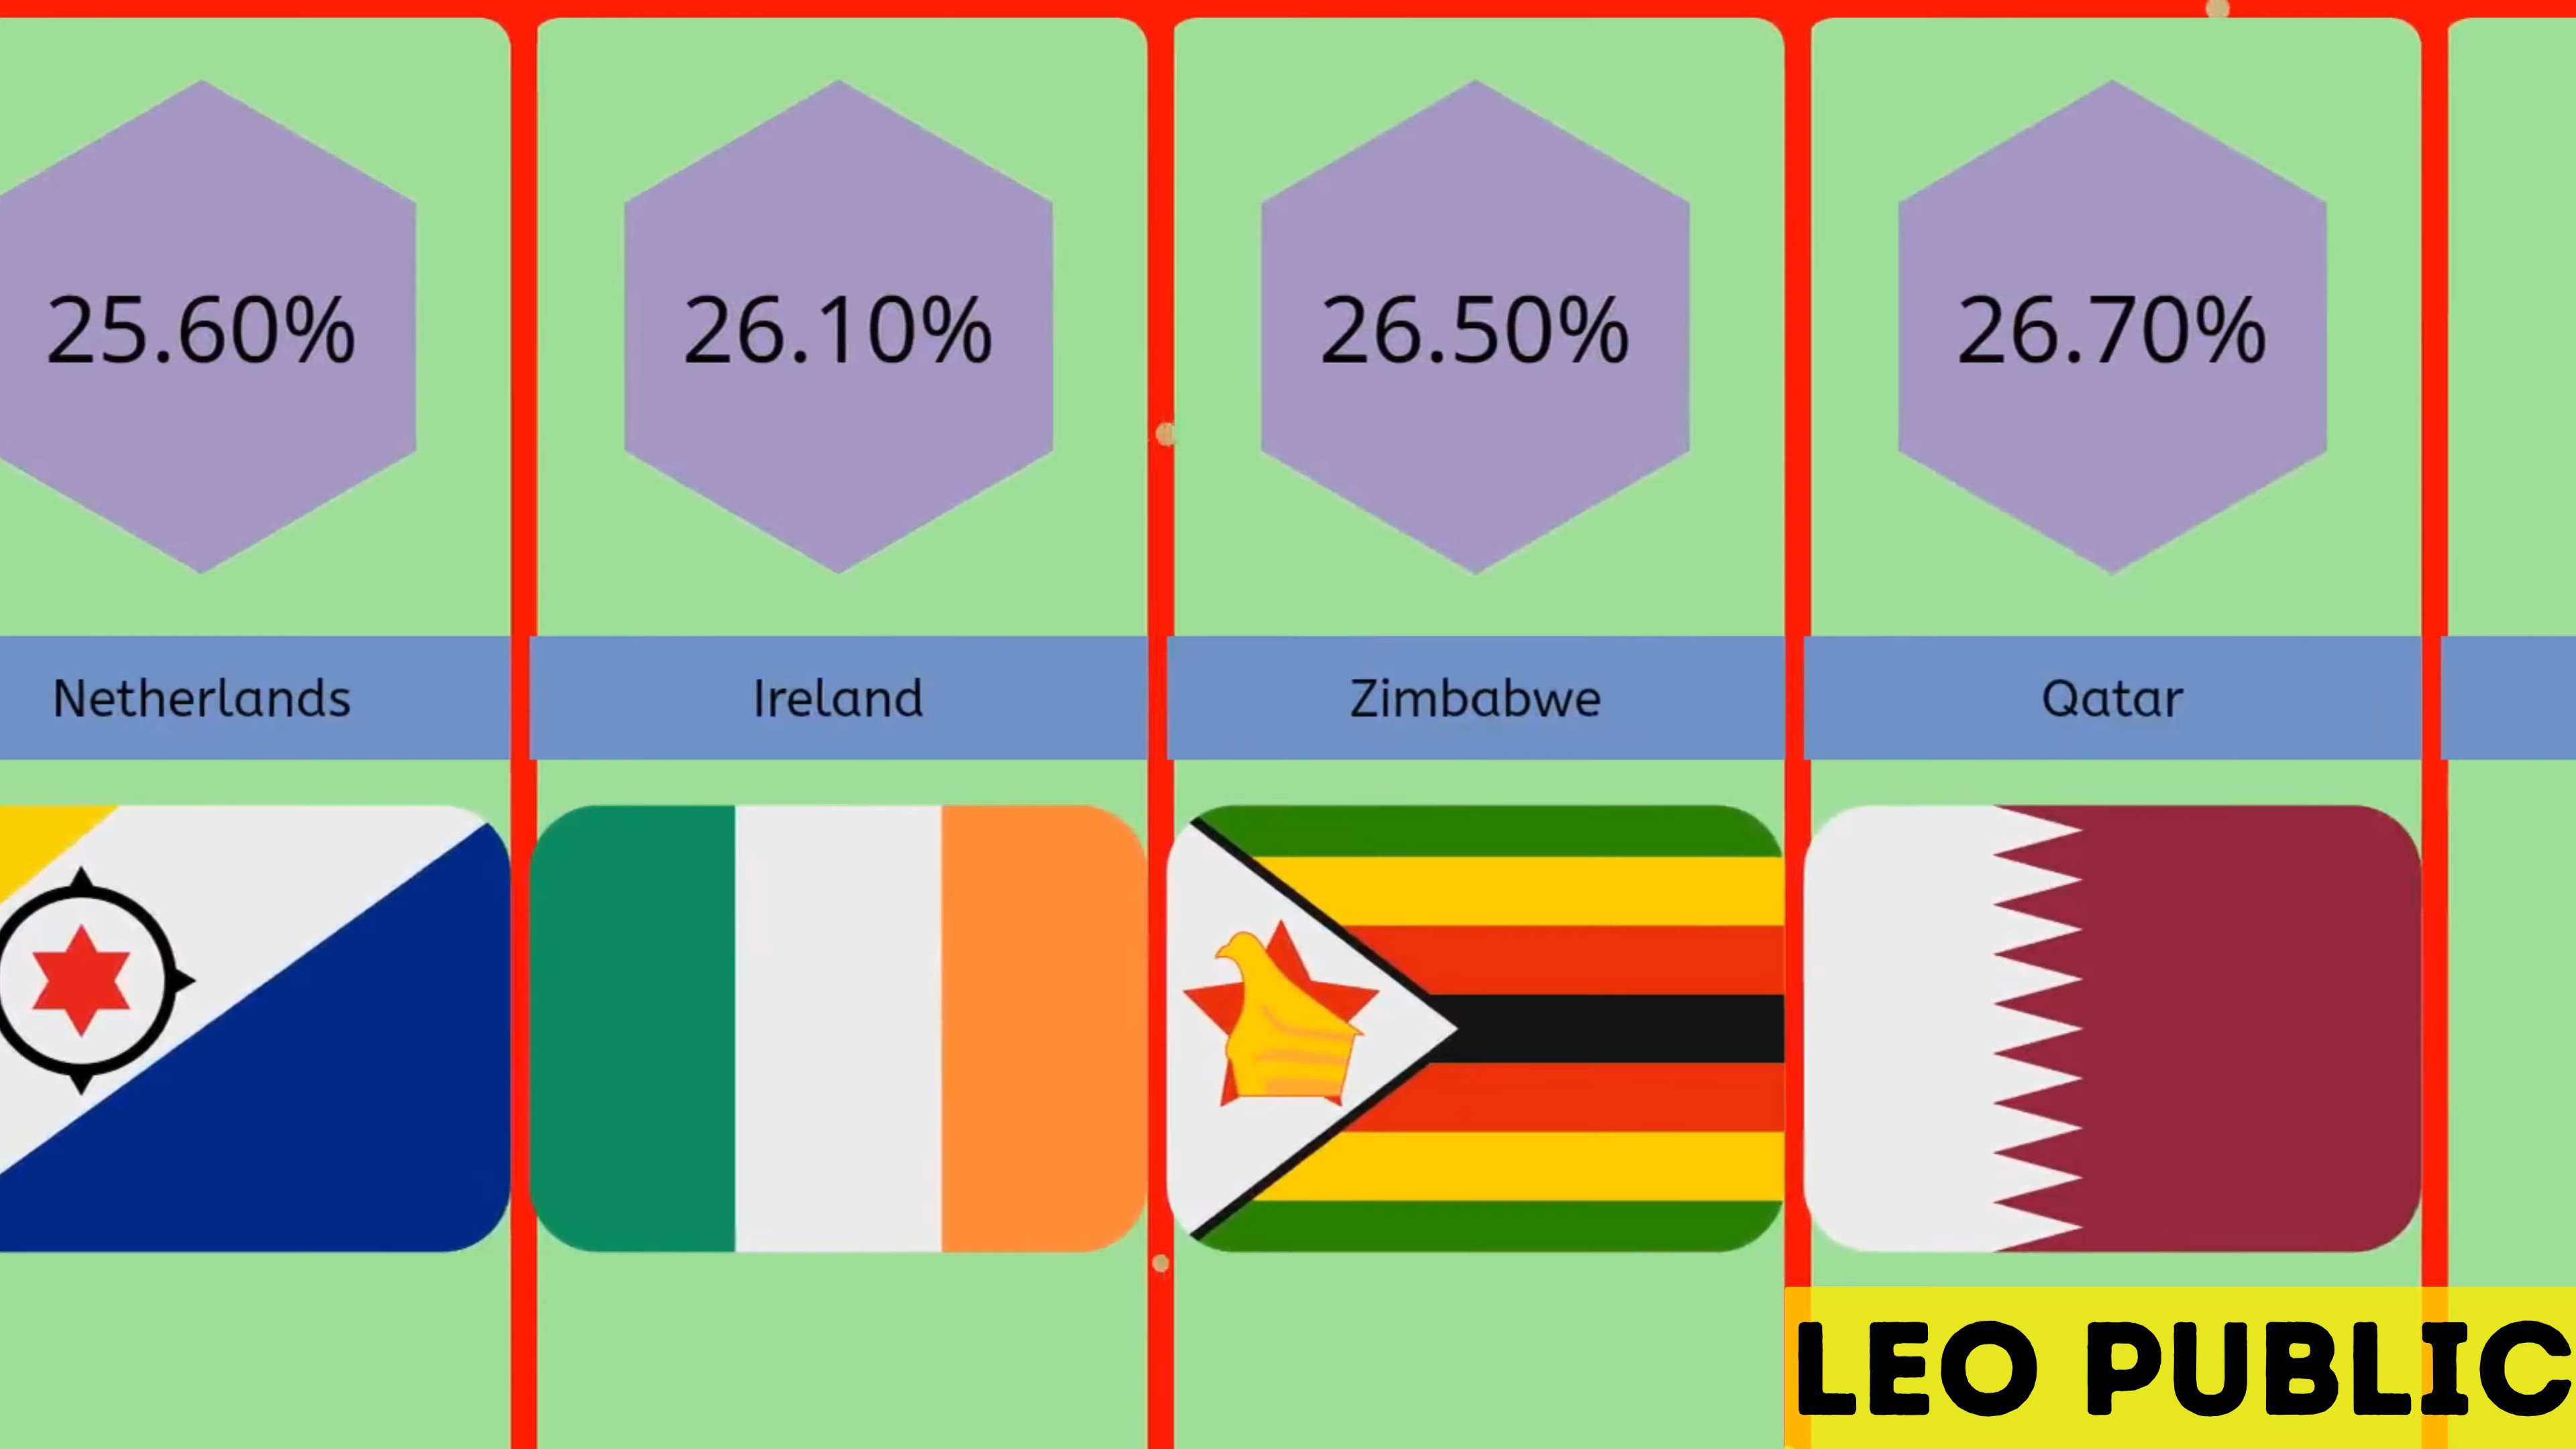 25.60%
26.10%
26.50%
26.70%
Netherlands
Ireland
Zimbabwe
Qatar
LEO PUBLIC